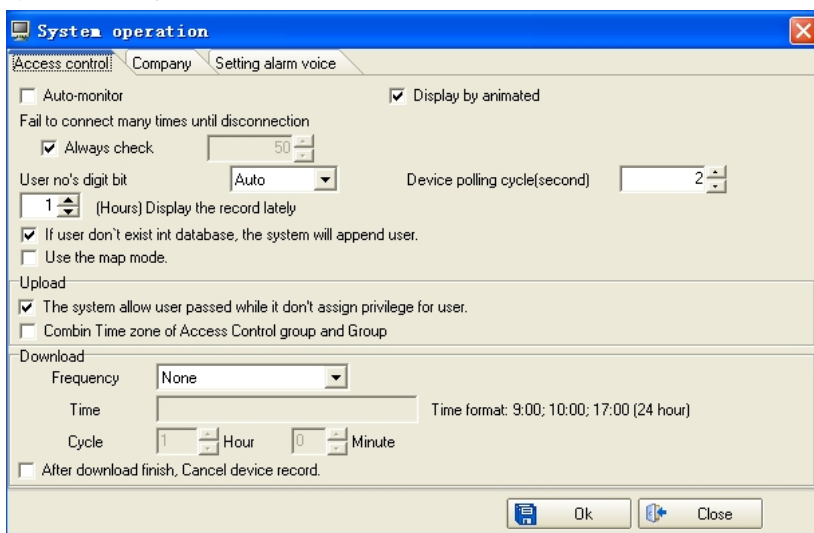 System operation
Access control Company Setting alarm voice
Auto-monitor Display by animated
Fail to connect many times until disconnection
Always check 50
User no's digit bit Auto Device polling cycle(second) 2
1 (Hours) Display the record lately
If user don`t exist int database, the system will append user.
Use the map mode.
Upload
The system allow user passed while it don't assign privilege for user.
Combin Time zone of Access Control group and Group
Download
Frequency None
Time Time format: 9:00; 10:00; 17:00 (24 hour)
Cycle 1 Hour 0 Minute
After download finish, Cancel device record.
Ok Close